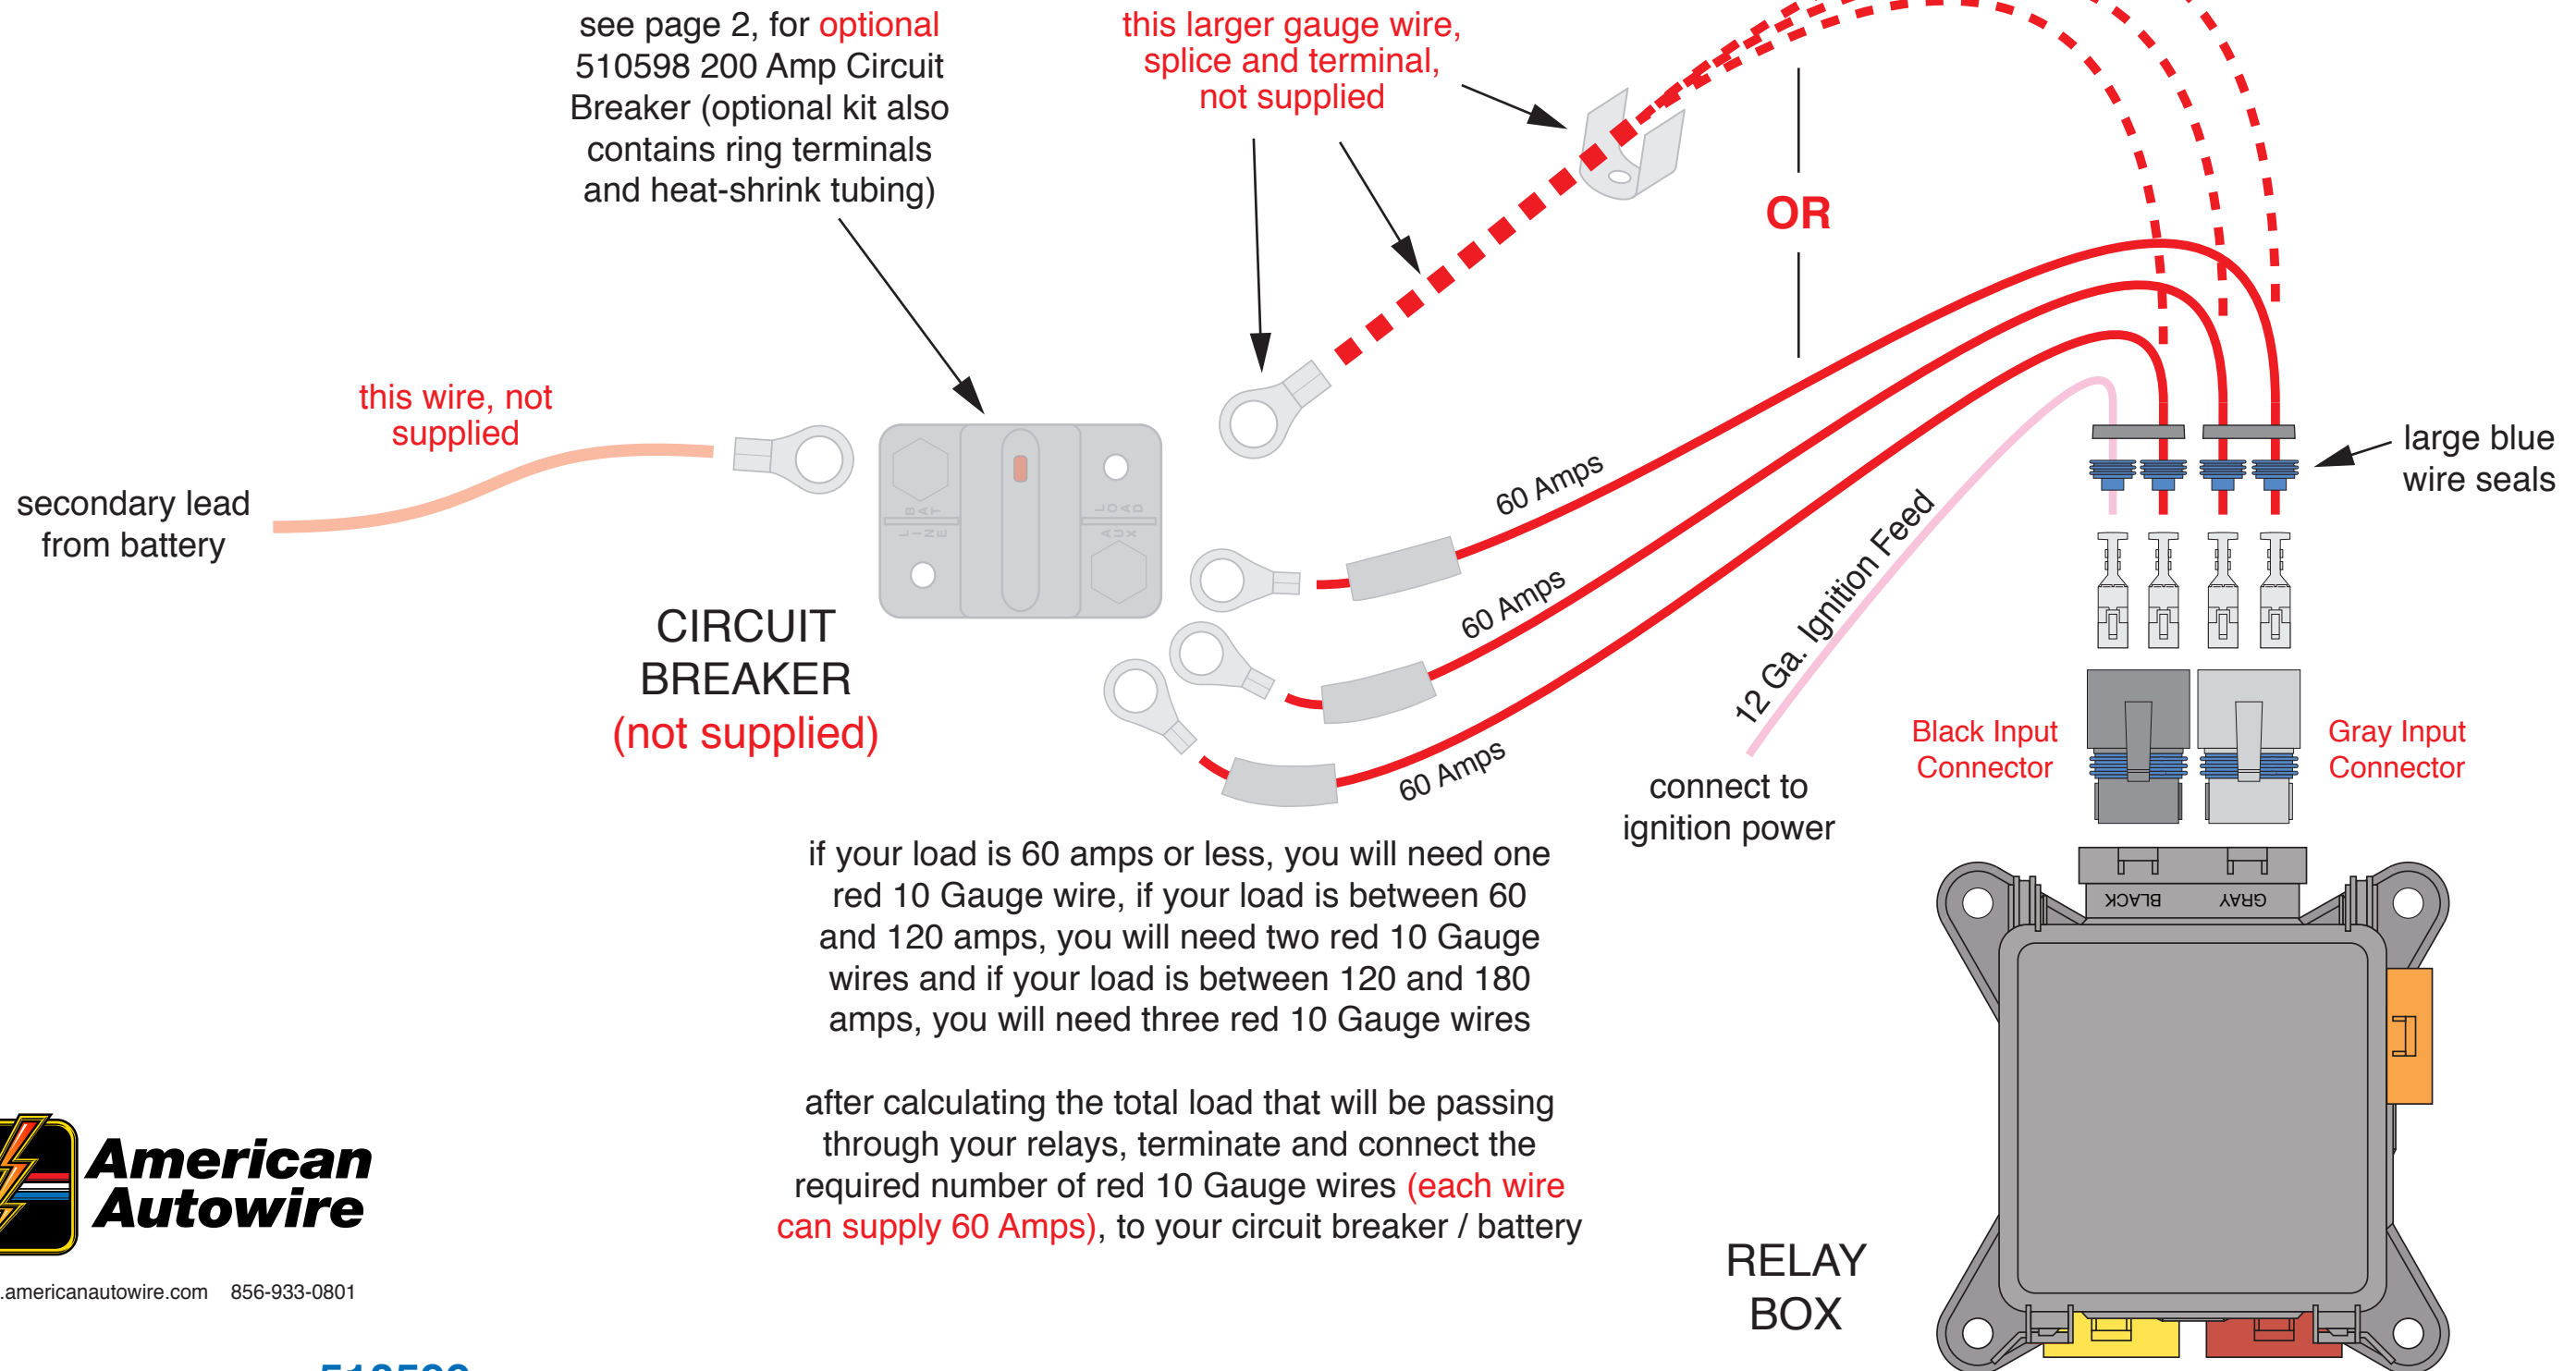 see page 2, for optional
510598 200 Amp Circuit
Breaker (optional kit also
contains ring terminals
and heat-shrink tubing)
this larger gauge wire,
splice and terminal,
not supplied
OR
this wire, not
supplied
secondary lead
from battery
BAT
LINE
LOAD
AUX
CIRCUIT
BREAKER
(not supplied)
60 Amps
60 Amps
60 Amps
12 Ga. Ignition Feed
connect to
ignition power
large blue
wire seals
Black Input
Connector
Gray Input
Connector
BLACK
GRAY
if your load is 60 amps or less, you will need one
red 10 Gauge wire, if your load is between 60
and 120 amps, you will need two red 10 Gauge
wires and if your load is between 120 and 180
amps, you will need three red 10 Gauge wires
after calculating the total load that will be passing
through your relays, terminate and connect the
required number of red 10 Gauge wires (each wire
can supply 60 Amps), to your circuit breaker / battery
RELAY
BOX
American
Autowire
.americanautowire.com 856-933-0801